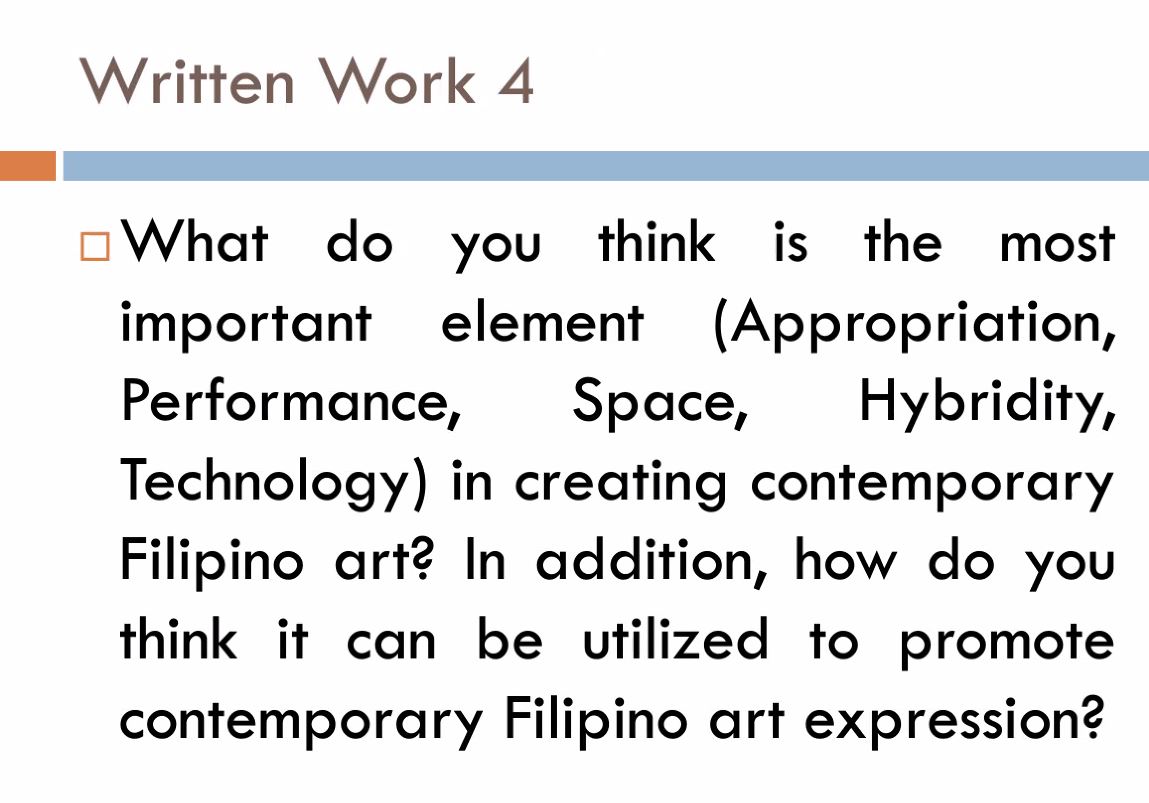 Written Work 4
What do you think is the most
important element (Appropriation,
Performance, Space, Hybridity,
Technology) in creating contemporary
Filipino art? In addition, how do you
think it can be utilized to promote
contemporary Filipino art expression?